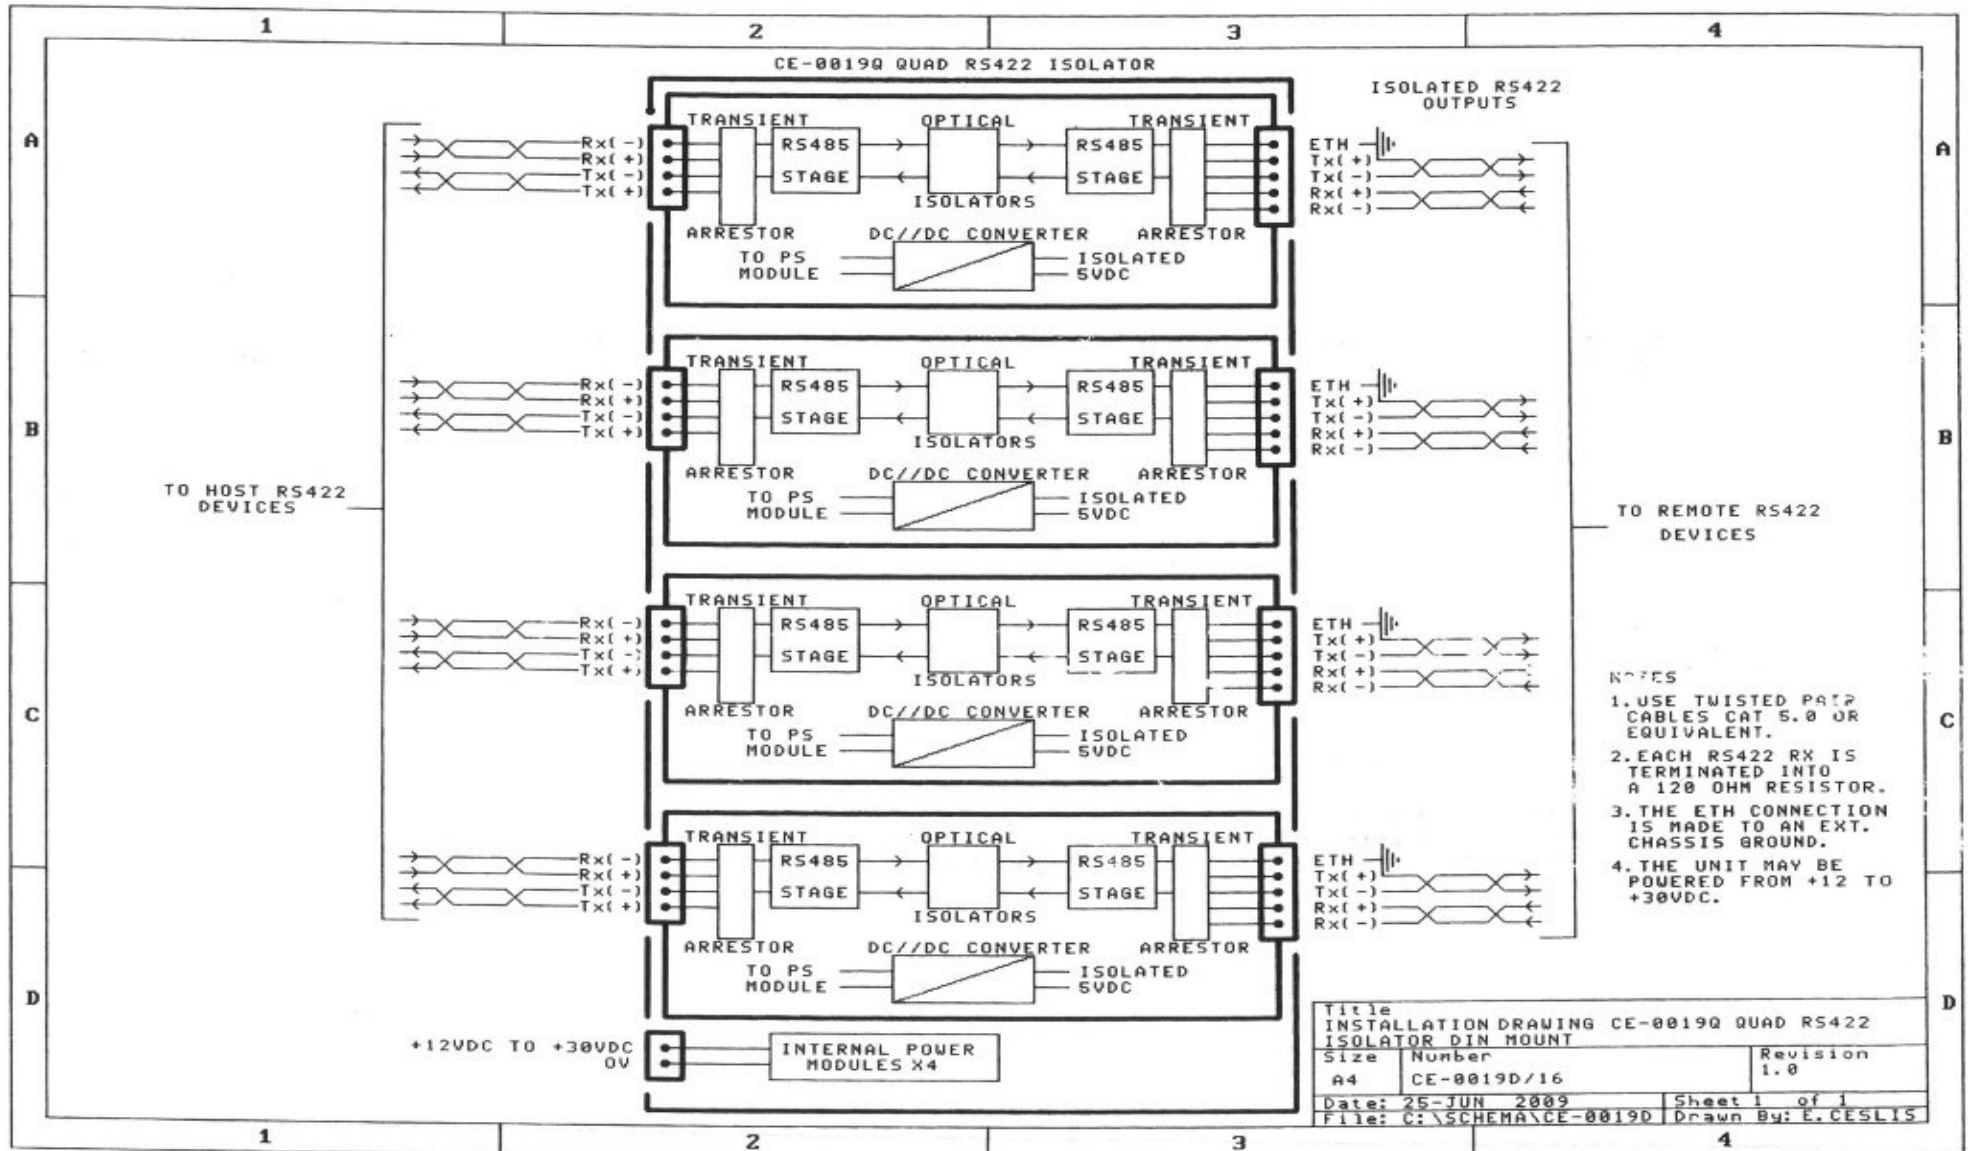 1 2 3 4
CE-0019Q QUAD RS422 ISOLATOR
ISOLATED RS422
OUTPUTS
A A
TRANSIENT OPTICAL TRANSIENT
Rx(-) RS485 RS485 ETH
Rx(+) Tx(+)
Tx(-) STAGE STAGE Tx(-)
Tx(+) ISOLATORS Rx(+)
Rx(-)
ARRESTOR DC//DC CONVERTER ARRESTOR
TO PS ISOLATED
MODULE 5VDC
B B
TRANSIENT OPTICAL TRANSIENT
Rx(-) RS485 RS485 ETH
Rx(+) Tx(+)
Tx(-) STAGE STAGE Tx(-)
Tx(+) ISOLATORS Rx(+)
Rx(-)
ARRESTOR DC//DC CONVERTER ARRESTOR
TO PS ISOLATED
MODULE 5VDC
TO HOST RS422
DEVICES
TO REMOTE RS422
DEVICES
TRANSIENT OPTICAL TRANSIENT
Rx(-) RS485 RS485 ETH
Rx(+) Tx(+)
Tx(-) STAGE STAGE Tx(-)
Tx(+) ISOLATORS Rx(+)
Rx(-)
ARRESTOR DC//DC CONVERTER ARRESTOR
TO PS ISOLATED
MODULE 5VDC
C C
NOTES
1. USE TWISTED PAIR
CABLES CAT 5.0 OR
EQUIVALENT.
2. EACH RS422 RX IS
TERMINATED INTO
A 120 OHM RESISTOR.
3. THE ETH CONNECTION
IS MADE TO AN EXT.
CHASSIS GROUND.
4. THE UNIT MAY BE
POWERED FROM +12 TO
+30VDC.
TRANSIENT OPTICAL TRANSIENT
Rx(-) RS485 RS485 ETH
Rx(+) Tx(+)
Tx(-) STAGE STAGE Tx(-)
Tx(+) ISOLATORS Rx(+)
Rx(-)
ARRESTOR DC//DC CONVERTER ARRESTOR
TO PS ISOLATED
MODULE 5VDC
D D
+12VDC TO +30VDC
0V
INTERNAL POWER
MODULES X4
Title
INSTALLATION DRAWING CE-0019Q QUAD RS422
ISOLATOR DIN MOUNT
Size Number Revision
A4 CE-0019D/16 1.0
Date: 25-JUN 2009 Sheet 1 of 1
File: C:\SCHEMA\CE-0019D Drawn By: E.CESLIS
1 2 3 4